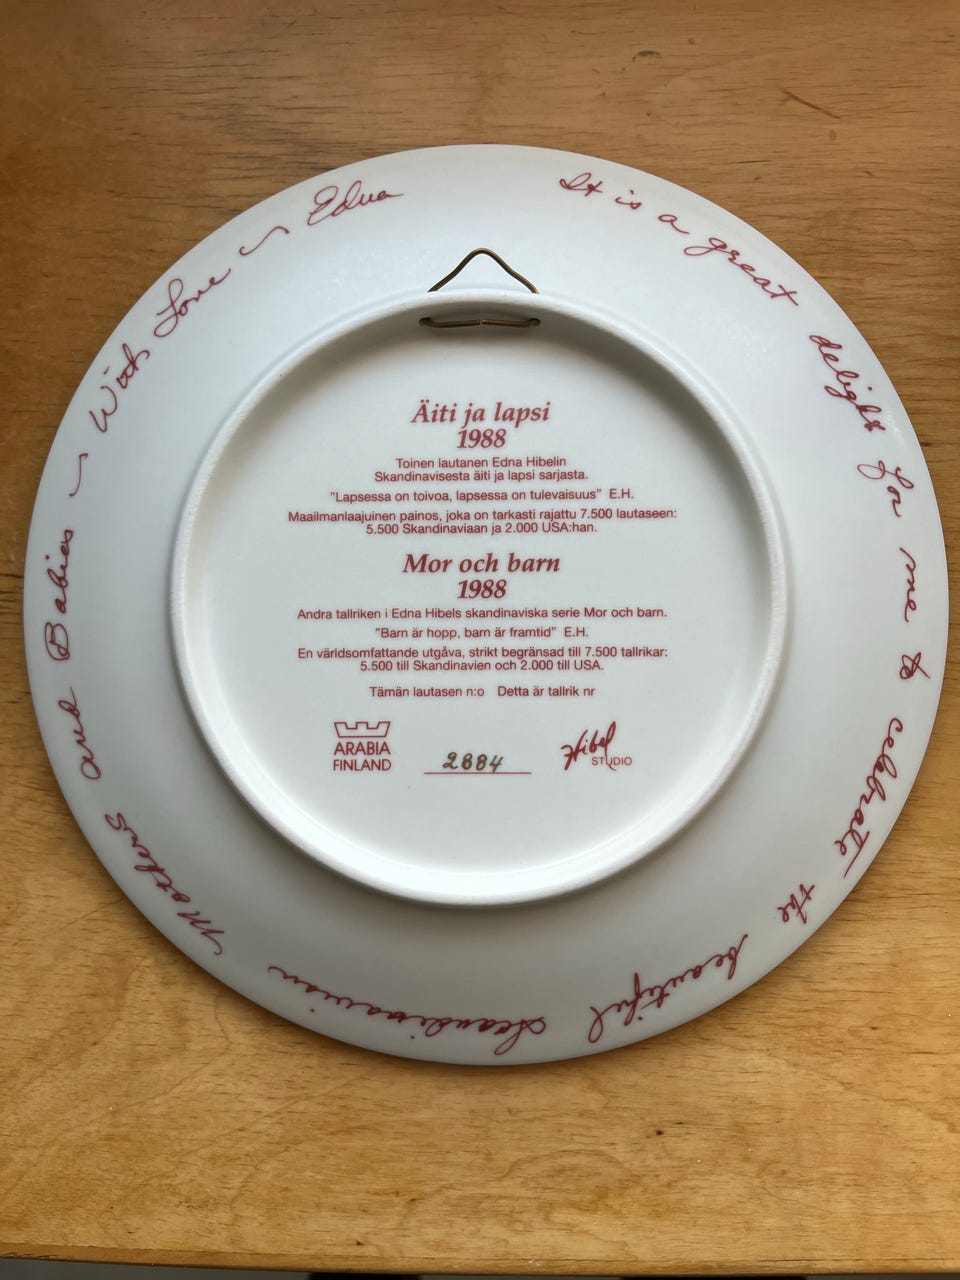 It is a great delight for me to celebrate the beautiful Scandinavian Mothers and Babies ~ With Love ~ Edna
Äiti ja lapsi
1988
Toinen lautanen Edna Hibelin
Skandinavisesta äiti ja lapsi sarjasta.
"Lapsessa on toivoa, lapsessa on tulevaisuus" E.H.
Maailmanlaajuinen painos, joka on tarkasti rajattu 7.500 lautaseen:
5.500 Skandinaviaan ja 2.000 USA:han.
Mor och barn
1988
Andra tallriken i Edna Hibels skandinaviska serie Mor och barn.
"Barn är hopp, barn är framtid" E.H.
En världsomfattande utgåva, strikt begränsad till 7.500 tallrikar:
5.500 till Skandinavien och 2.000 till USA.
Tämän lautasen n:o Detta är tallrik nr
ARABIA
FINLAND
2884
Hibel
STUDIO